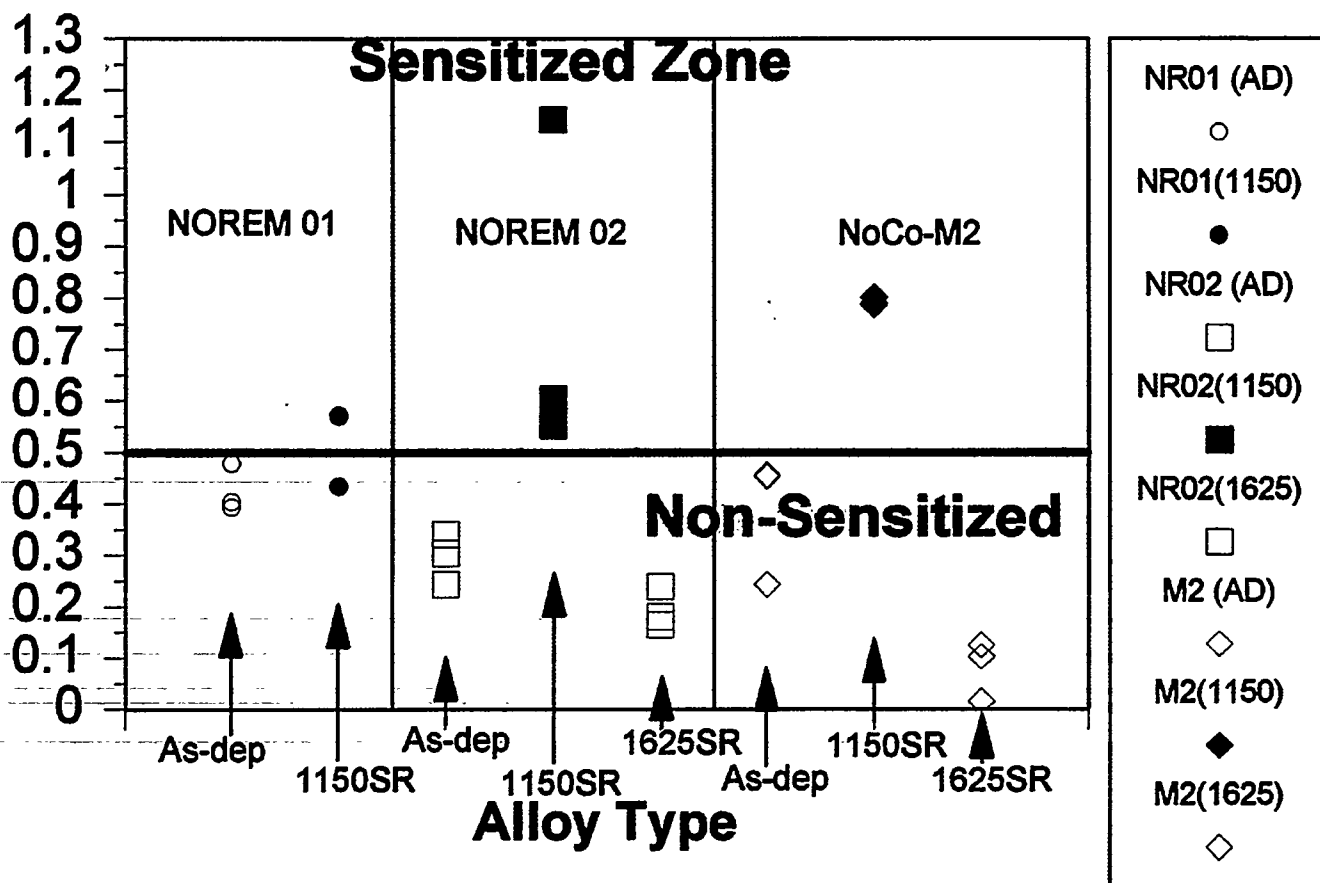 1.3
1.2
1.1
1
0.9
0.8
0.7
0.6
0.5
0.4
0.3
0.2
0.1
0
Sensitized Zone
NOREM 01
NOREM 02
NoCo-M2
Non-Sensitized
As-dep
1150SR
As-dep
1150SR
1625SR
As-dep
1150SR
1625SR
Alloy Type
NR01 (AD)
NR01(1150)
NR02 (AD)
NR02(1150)
NR02(1625)
M2 (AD)
M2(1150)
M2(1625)